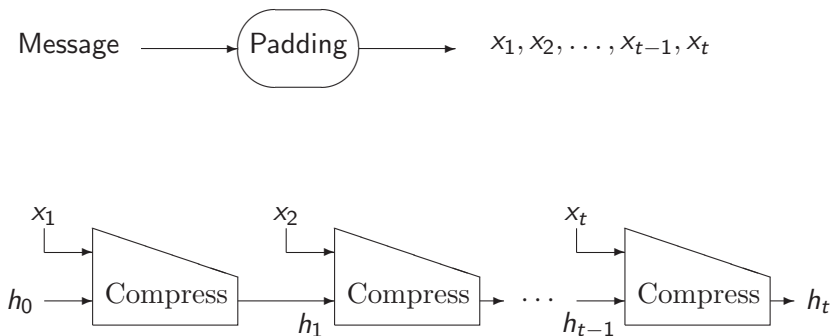 Message Padding x₁, x₂, . . . , xₜ₋₁, xₜ
x₁ x₂ xₜ
h₀ Compress Compress · · · Compress hₜ
h₁ hₜ₋₁